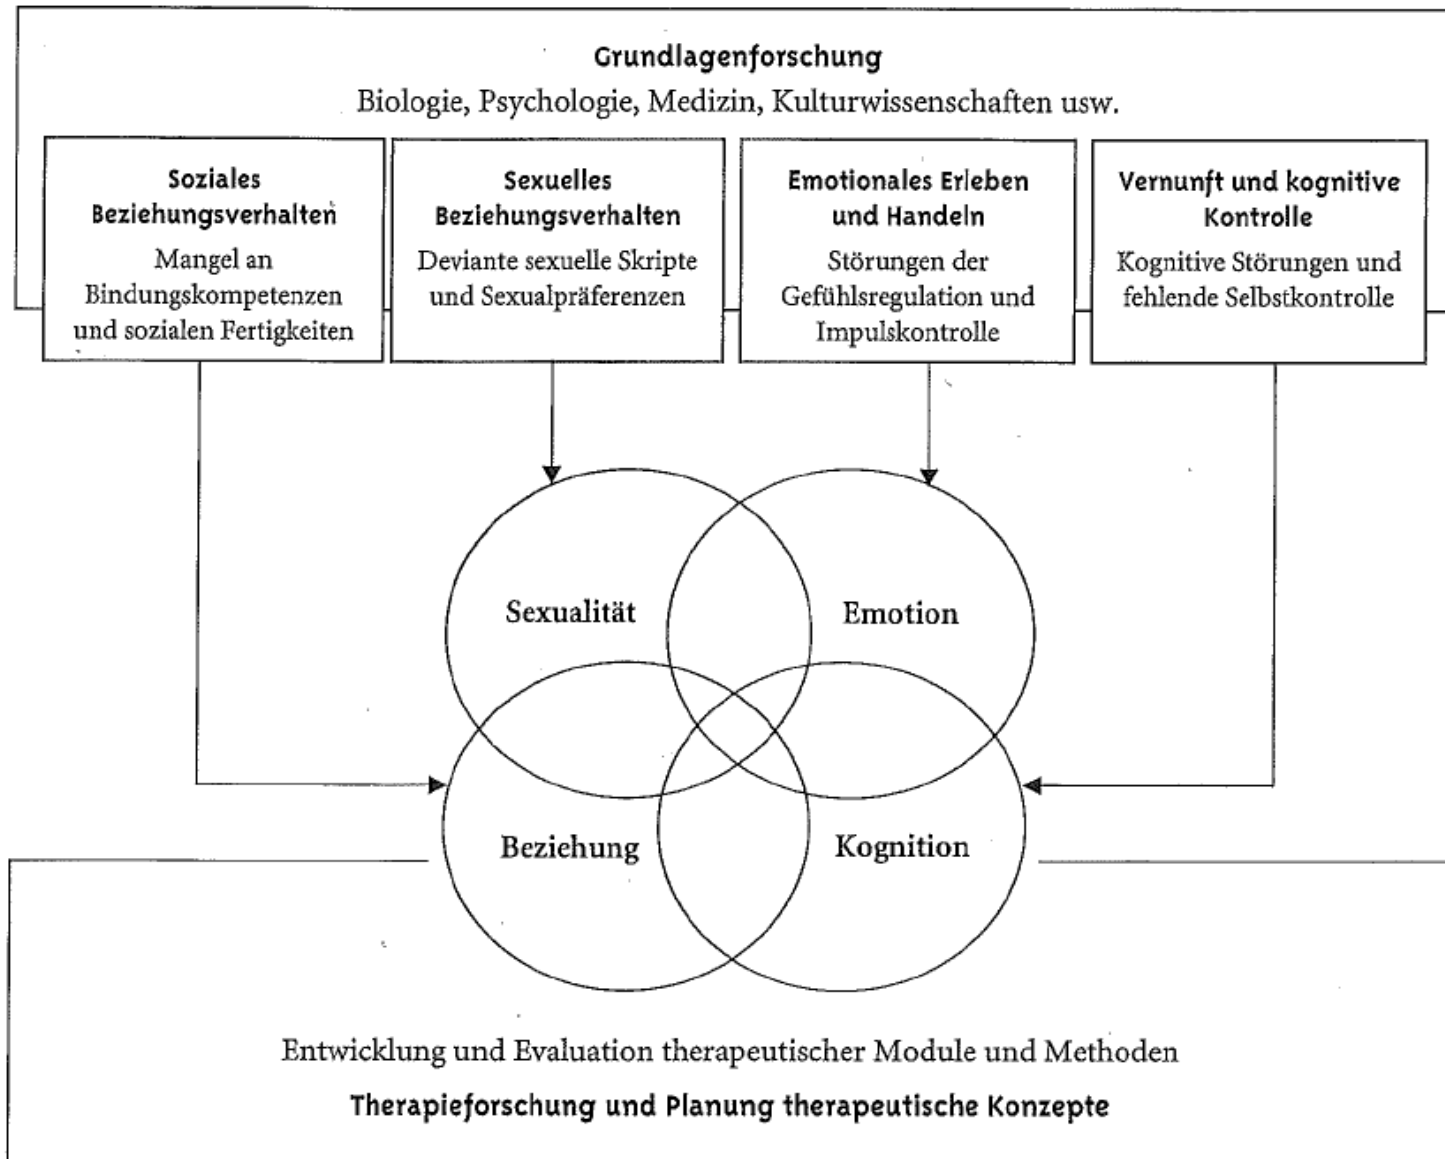 Grundlagenforschung
Biologie, Psychologie, Medizin, Kulturwissenschaften usw.
Soziales
Beziehungsverhalten
Mangel an
Bindungskompetenzen
und sozialen Fertigkeiten
Sexuelles
Beziehungsverhalten
Deviante sexuelle Skripte
und Sexualpräferenzen
Emotionales Erleben
und Handeln
Störungen der
Gefühlsregulation und
Impulskontrolle
Vernunft und kognitive
Kontrolle
Kognitive Störungen und
fehlende Selbstkontrolle
Sexualität
Emotion
Beziehung
Kognition
Entwicklung und Evaluation therapeutischer Module und Methoden
Therapieforschung und Planung therapeutische Konzepte